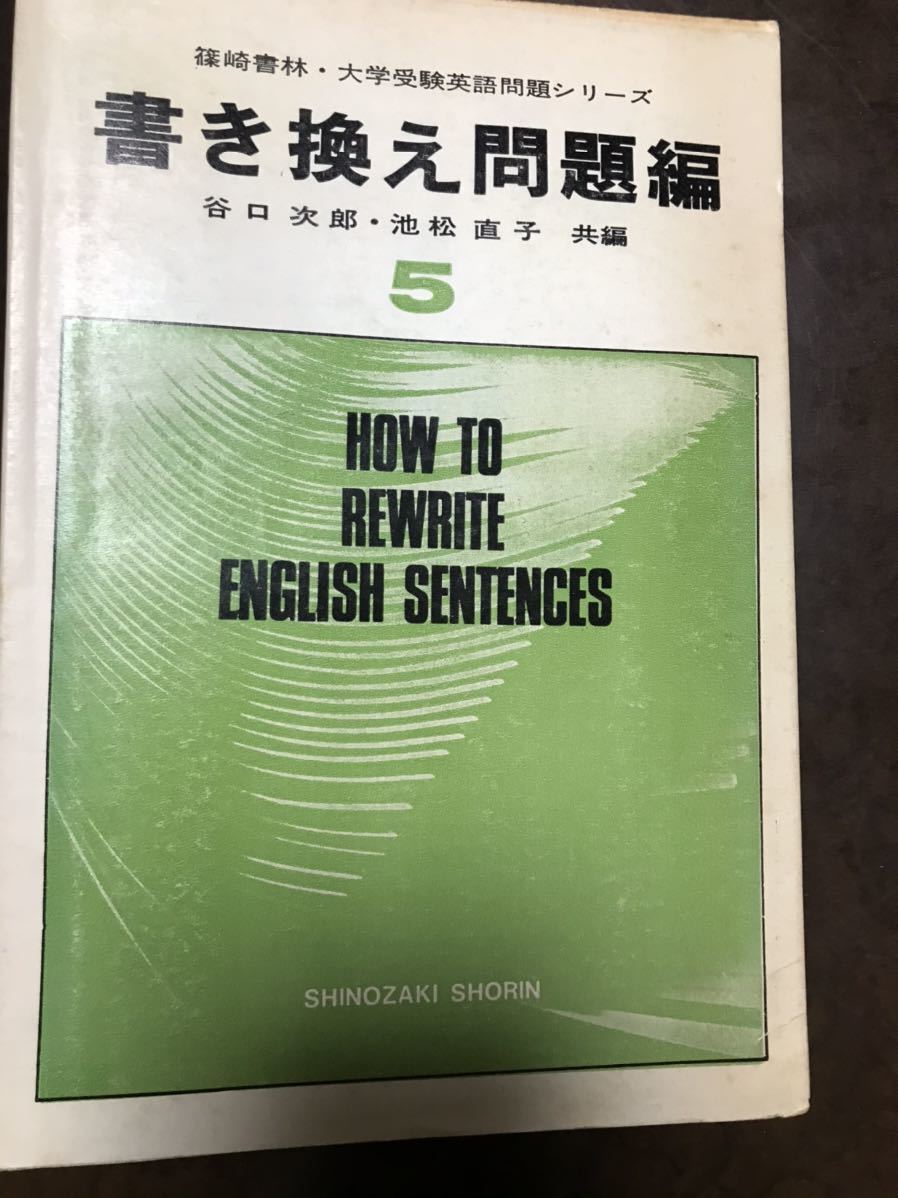 篠崎書林・大学受験英語問題シリーズ
書き換え問題編
谷口次郎・池松直子 共編
5
HOW TO
REWRITE
ENGLISH SENTENCES
SHINOZAKI SHORIN